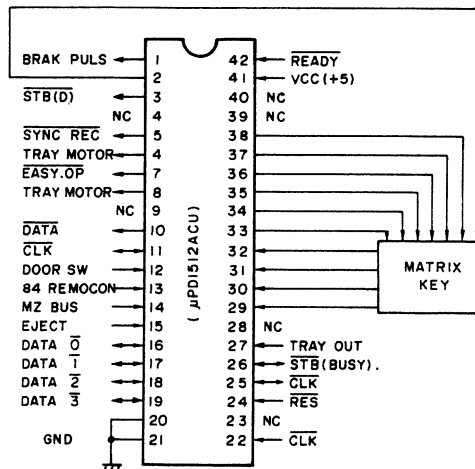 BRAK PULS 1 42 READY
2 41 VCC(+5)
STB(D) 3 40 NC
NC 4 39 NC
SYNC REC 5 38
TRAY MOTOR 4 37
EASY.OP 7 36
TRAY MOTOR 8 35
NC 9 34
DATA 10 33
CLK 11 32
DOOR SW 12 31
84 REMOCON 13 30
MZ BUS 14 29
EJECT 15 28 NC
DATA 0 16 27 TRAY OUT
DATA 1 17 26 STB(BUSY).
DATA 2 18 25 CLK
DATA 3 19 24 RES
20 23 NC
GND 21 22 CLK
(μPD1512ACU)
MATRIX
KEY